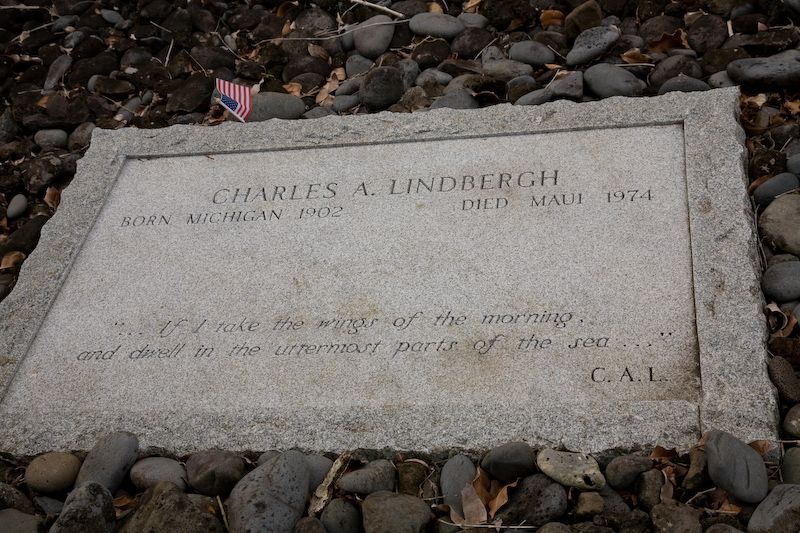 CHARLES A. LINDBERGH
BORN MICHIGAN 1902 DIED MAUI 1974
"... If I take the wings of the morning,
and dwell in the uttermost parts of the sea ..."
C. A. L.